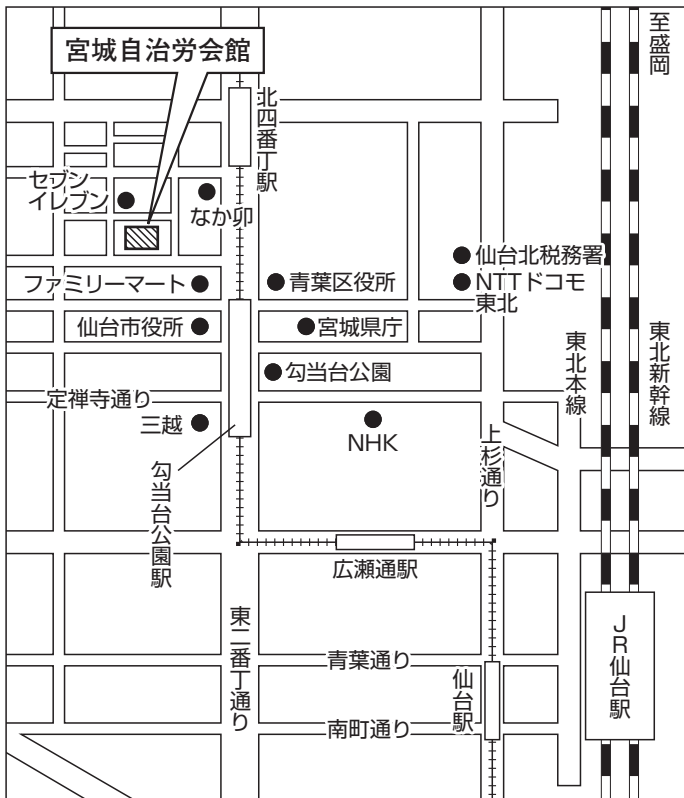 至盛岡
宮城自治労会館
北四番丁駅
セブン
イレブン
なか卯
仙台北税務署
ファミリーマート
青葉区役所
NTTドコモ
東北
仙台市役所
宮城県庁
東北本線
東北新幹線
勾当台公園
定禅寺通り
三越
NHK
上杉通り
勾当台公園駅
広瀬通駅
東二番丁通り
青葉通り
仙台駅
JR仙台駅
南町通り